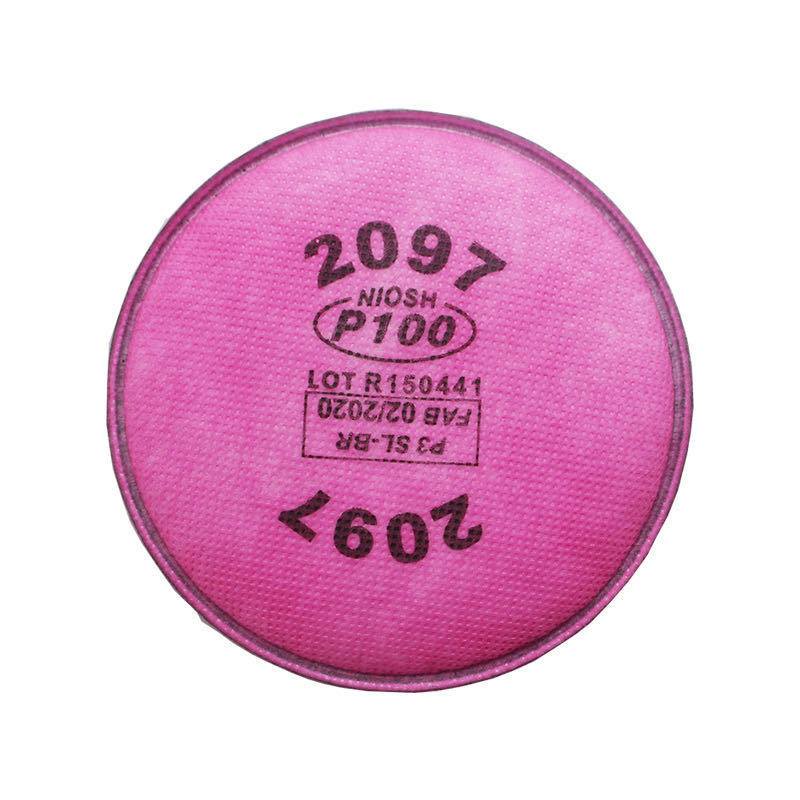 2097
NIOSH
P100
LOT R150441
P3 SL-BR
FAB 02/2020
2097